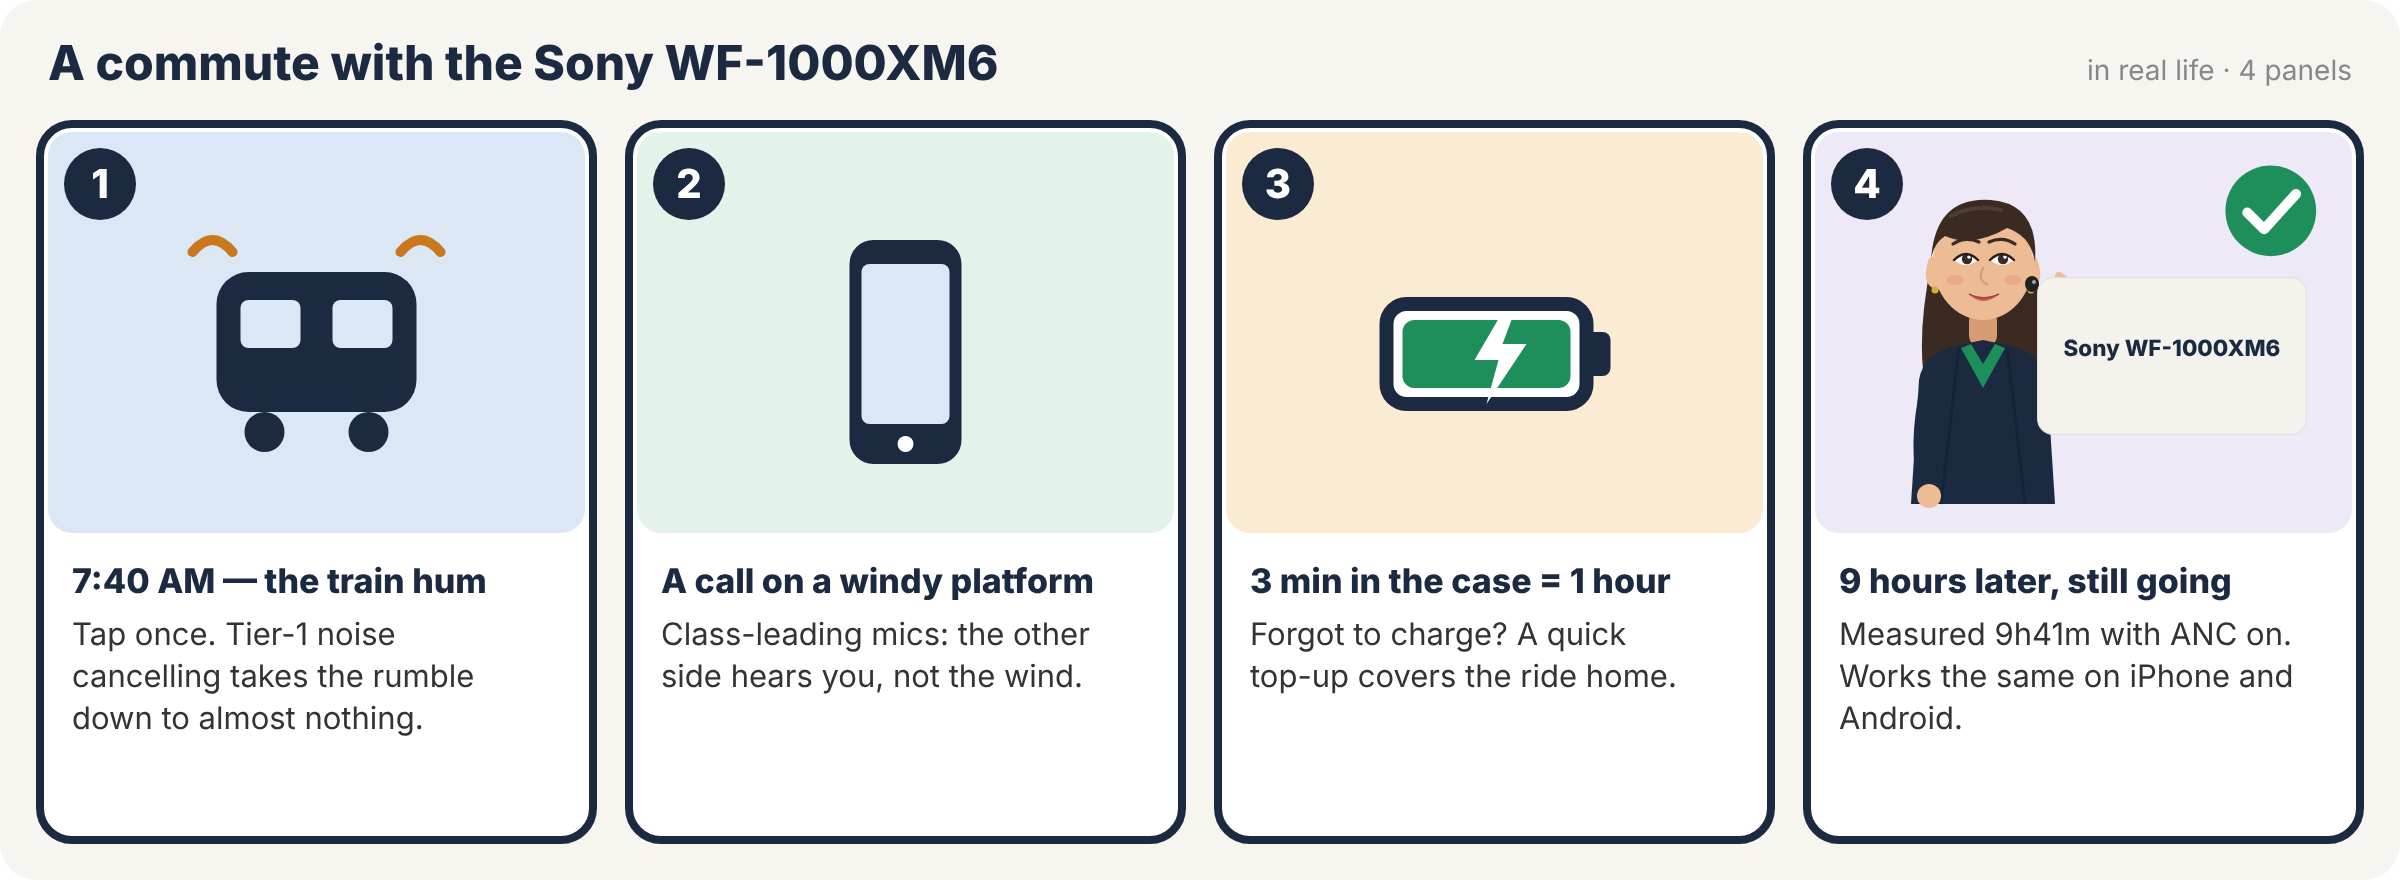 A commute with the Sony WF-1000XM6
in real life · 4 panels
1
7:40 AM — the train hum
Tap once. Tier-1 noise
cancelling takes the rumble
down to almost nothing.
2
A call on a windy platform
Class-leading mics: the other
side hears you, not the wind.
3
3 min in the case = 1 hour
Forgot to charge? A quick
top-up covers the ride home.
4
Sony WF-1000XM6
9 hours later, still going
Measured 9h41m with ANC on.
Works the same on iPhone and
Android.